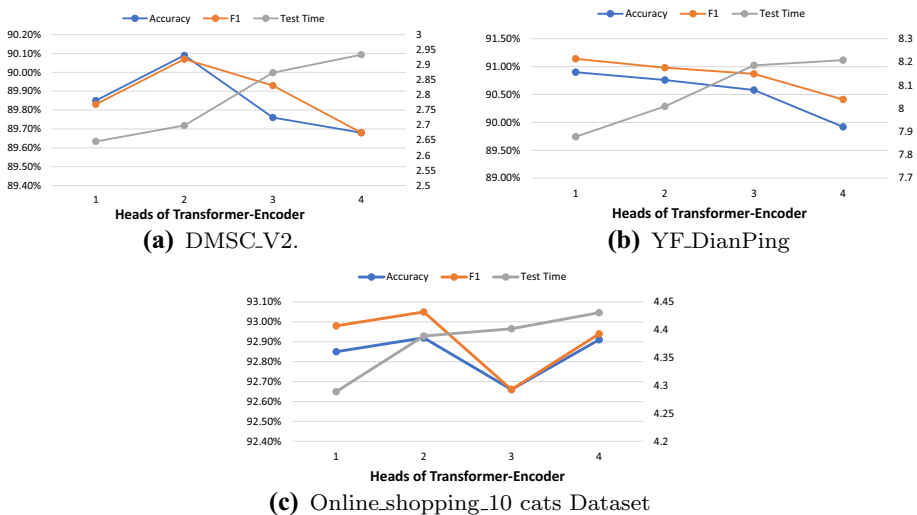 Accuracy F1 Test Time
90.20% 3
90.10% 2.95
90.00% 2.9
89.90% 2.85
89.80% 2.8
89.70% 2.75
89.60% 2.7
89.50% 2.65
89.40% 2.6
2.55
2.5
1 2 3 4
Heads of Transformer-Encoder
(a) DMSC_V2.
Accuracy F1 Test Time
91.50% 8.3
91.00% 8.2
90.50% 8.1
90.00% 8
89.50% 7.9
89.00% 7.8
7.7
1 2 3 4
Heads of Transformer-Encoder
(b) YF_DianPing
Accuracy F1 Test Time
93.10% 4.45
93.00% 4.4
92.90% 4.35
92.80% 4.3
92.70% 4.25
92.60% 4.2
92.50%
92.40%
1 2 3 4
Heads of Transformer-Encoder
(c) Online_shopping_10 cats Dataset